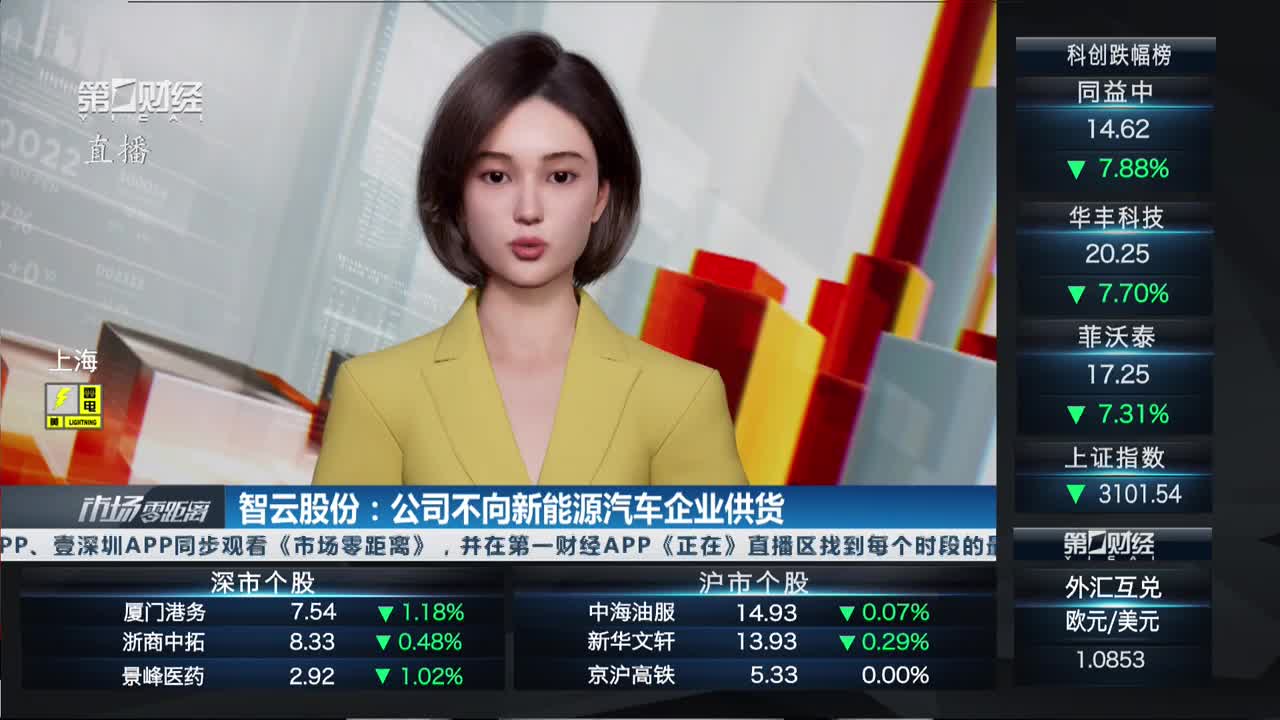 第一财经
YICAI
直播
上海
雷电
黄 LIGHTNING
市场零距离
智云股份：公司不向新能源汽车企业供货
PP、壹深圳APP同步观看《市场零距离》，并在第一财经APP《正在》直播区找到每个时段的
深市个股
厦门港务 7.54 ▼1.18%
浙商中拓 8.33 ▼0.48%
景峰医药 2.92 ▼1.02%
沪市个股
中海油服 14.93 ▼0.07%
新华文轩 13.93 ▼0.29%
京沪高铁 5.33 0.00%
科创跌幅榜
同益中
14.62
▼ 7.88%
华丰科技
20.25
▼ 7.70%
菲沃泰
17.25
▼ 7.31%
上证指数
▼ 3101.54
第一财经
YICAI
外汇互兑
欧元/美元
1.0853